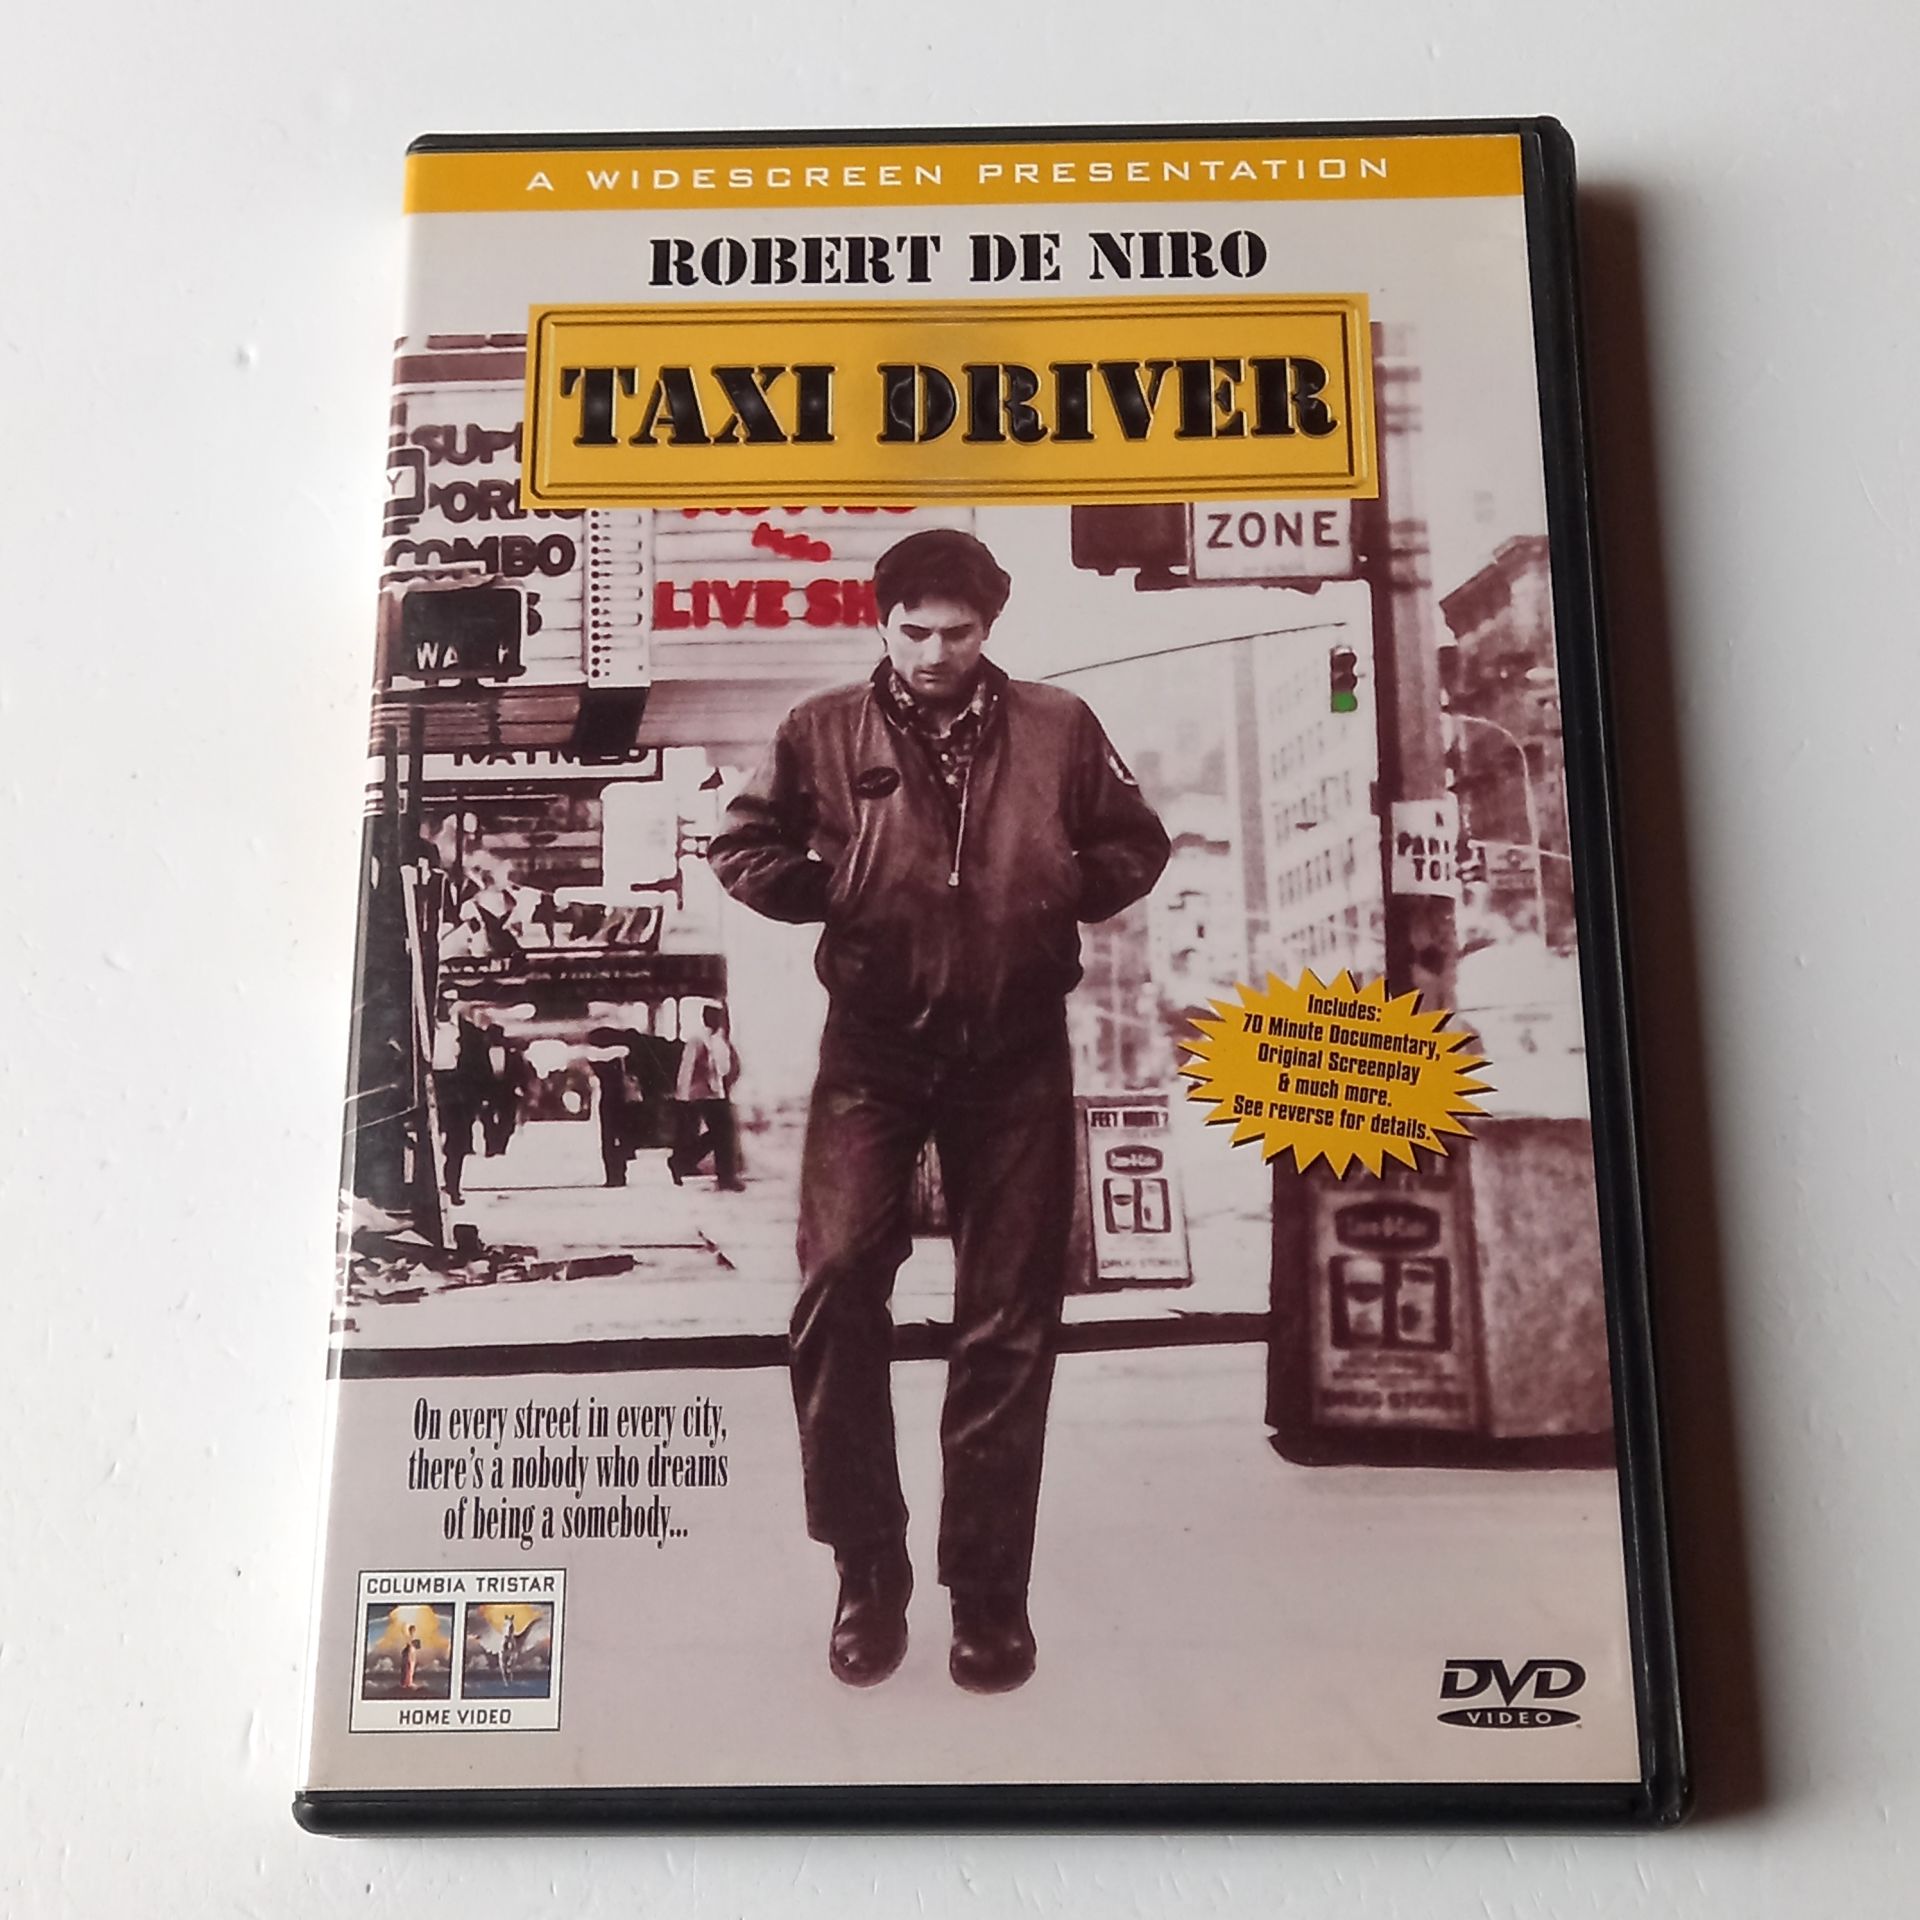 A WIDESCREEN PRESENTATION
ROBERT DE NIRO
TAXI DRIVER
COMBO
ZONE
LIVE
Includes:
70 Minute Documentary,
Original Screenplay
& much more.
See reverse for details.
On every street in every city,
there's a nobody who dreams
of being a somebody...
COLUMBIA TRISTAR
HOME VIDEO
DVD
VIDEO